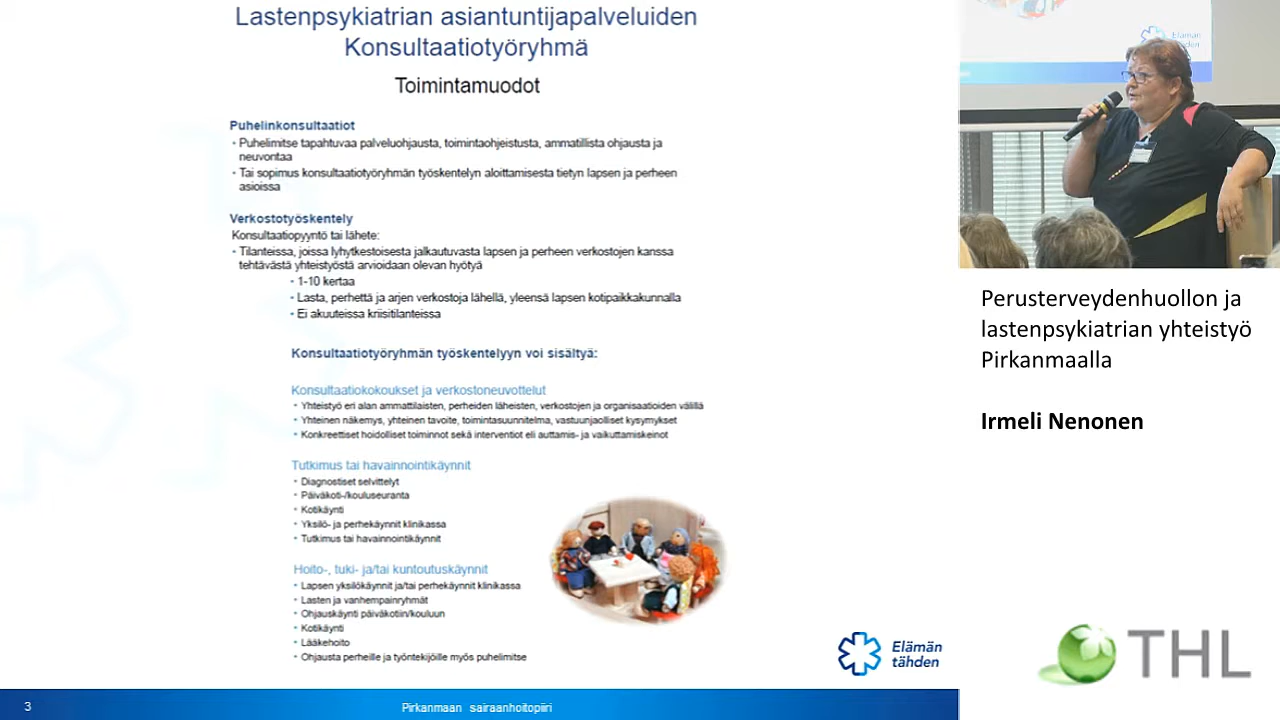 Lastenpsykiatrian asiantuntijapalveluiden
Konsultaatiotyöryhmä
Toimintamuodot
Puhelinkonsultaatiot
• Puhelimitse tapahtuvaa palveluohjausta, toimintaohjeistusta, ammatillista ohjausta ja
neuvontaa
• Tai sopimus konsultaatiotyöryhmän työskentelyn aloittamisesta tietyn lapsen ja perheen
asioissa
Verkostotyöskentely
Konsultaatiopyyntö tai lähete:
• Tilanteissa, joissa lyhytkestoisesta jalkautuvasta lapsen ja perheen verkostojen kanssa
tehtävästä yhteistyöstä arvioidaan olevan hyötyä
• 1-10 kertaa
• Lasta, perhettä ja arjen verkostoja lähellä, yleensä lapsen kotipaikkakunnalla
• Ei akuuteissa kriisitilanteissa
Konsultaatiotyöryhmän työskentelyyn voi sisältyä:
Konsultaatiokokoukset ja verkostoneuvottelut
• Yhteistyö eri alan ammattilaisten, perheiden läheisten, verkostojen ja organisaatioiden välillä
• Yhteinen näkemys, yhteinen tavoite, toimintasuunnitelma, vastuunjaolliset kysymykset
• Konkreettiset hoidolliset toiminnot sekä interventiot eli auttamis- ja vaikuttamiskeinot
Tutkimus tai havainnointikäynnit
• Diagnostiset selvittelyt
• Päiväkoti-/kouluseuranta
• Kotikäynti
• Yksilö- ja perhekäynnit klinikassa
• Tutkimus tai havainnointikäynnit
Hoito-, tuki- ja/tai kuntoutuskäynnit
• Lapsen yksilökäynnit ja/tai perhekäynnit klinikassa
• Lasten ja vanhempainryhmät
• Ohjauskäynti päiväkotiin/kouluun
• Kotikäynti
• Lääkehoito
• Ohjausta perheille ja työntekijöille myös puhelimitse
Elämän
tähden
3
Pirkanmaan sairaanhoitopiiri
Elämän
Perusterveydenhuollon ja
lastenpsykiatrian yhteistyö
Pirkanmaalla
Irmeli Nenonen
THL